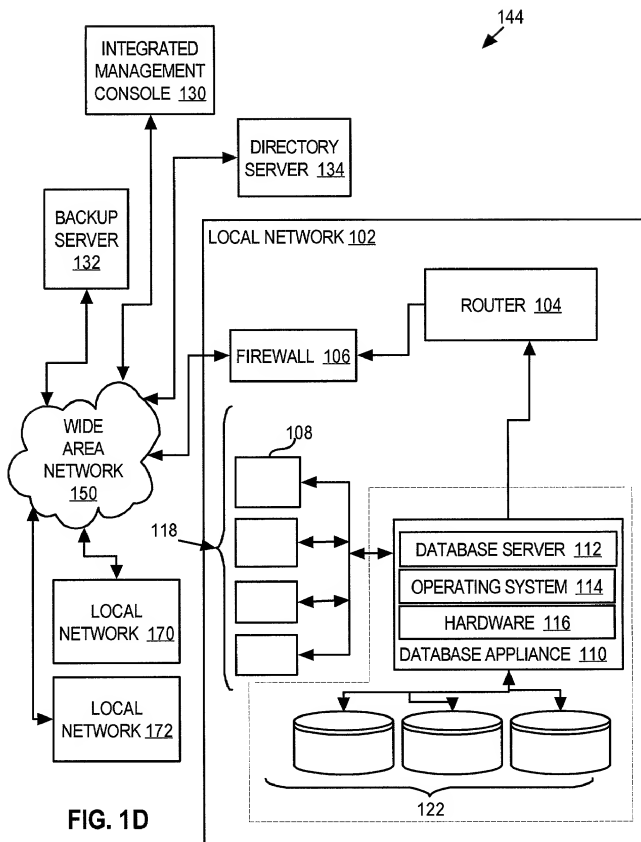 144
INTEGRATED
MANAGEMENT
CONSOLE 130
DIRECTORY
SERVER 134
BACKUP
SERVER
132
LOCAL NETWORK 102
ROUTER 104
FIREWALL 106
WIDE
AREA
NETWORK
150
108
118
DATABASE SERVER 112
OPERATING SYSTEM 114
HARDWARE 116
DATABASE APPLIANCE 110
LOCAL
NETWORK 170
LOCAL
NETWORK 172
122
FIG. 1D